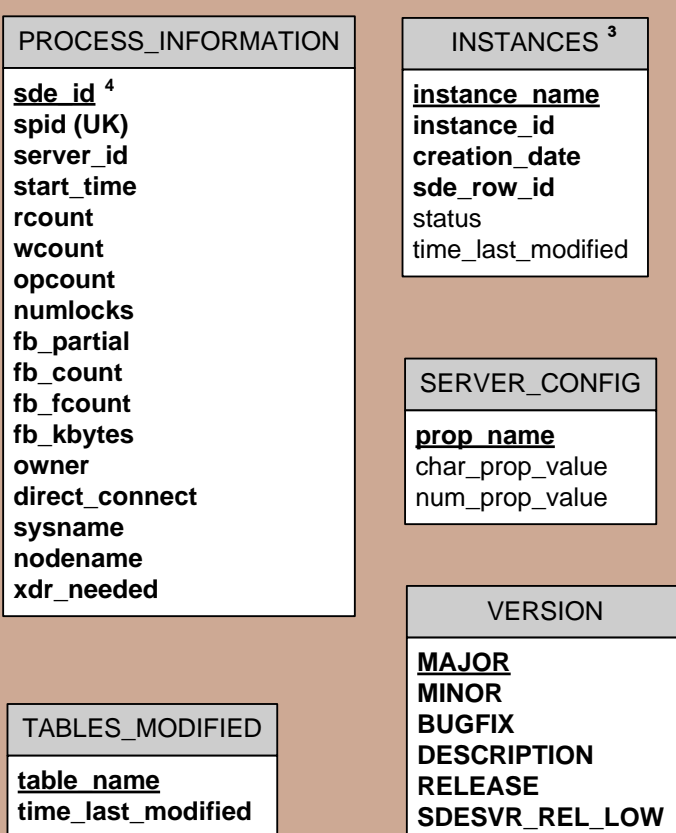 PROCESS_INFORMATION
sde_id 4
spid (UK)
server_id
start_time
rcount
wcount
opcount
numlocks
fb_partial
fb_count
fb_fcount
fb_kbytes
owner
direct_connect
sysname
nodename
xdr_needed
INSTANCES 3
instance_name
instance_id
creation_date
sde_row_id
status
time_last_modified
SERVER_CONFIG
prop_name
char_prop_value
num_prop_value
TABLES_MODIFIED
table_name
time_last_modified
VERSION
MAJOR
MINOR
BUGFIX
DESCRIPTION
RELEASE
SDESVR_REL_LOW